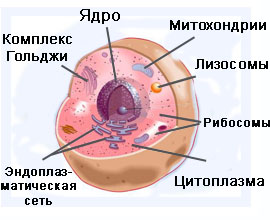 Ядро
Митохондрии
Комплекс
Гольджи
Лизосомы
Рибосомы
Эндоплаз-
матическая
сеть
Цитоплазма